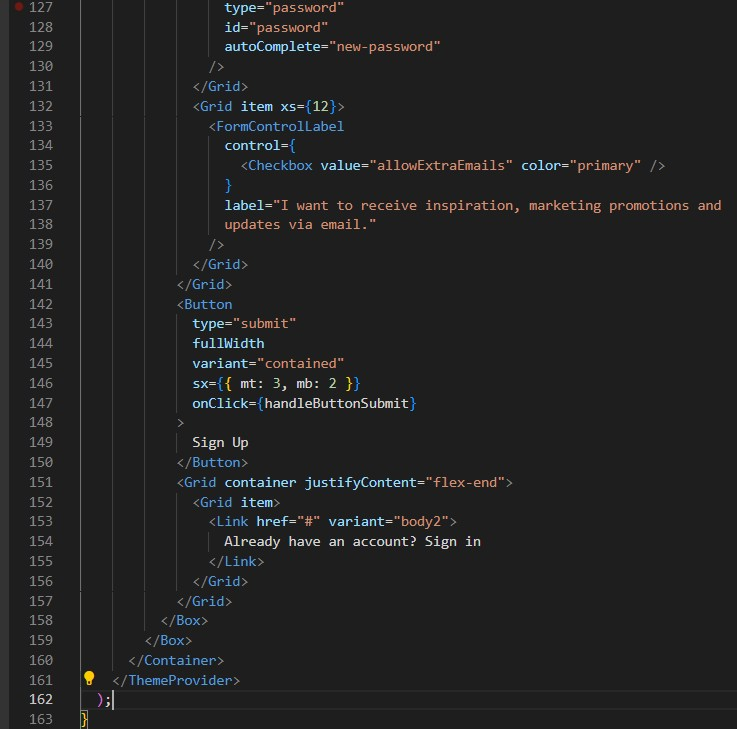 127 type="password"
128 id="password"
129 autoComplete="new-password"
130 />
131 </Grid>
132 <Grid item xs={12}>
133 <FormControlLabel
134 control={
135 <Checkbox value="allowExtraEmails" color="primary" />
136 }
137 label="I want to receive inspiration, marketing promotions and
138 updates via email."
139 />
140 </Grid>
141 </Grid>
142 <Button
143 type="submit"
144 fullWidth
145 variant="contained"
146 sx={{ mt: 3, mb: 2 }}
147 onClick={handleButtonSubmit}
148 >
149 Sign Up
150 </Button>
151 <Grid container justifyContent="flex-end">
152 <Grid item>
153 <Link href="#" variant="body2">
154 Already have an account? Sign in
155 </Link>
156 </Grid>
157 </Grid>
158 </Box>
159 </Box>
160 </Container>
161 </ThemeProvider>
162 );
163 }